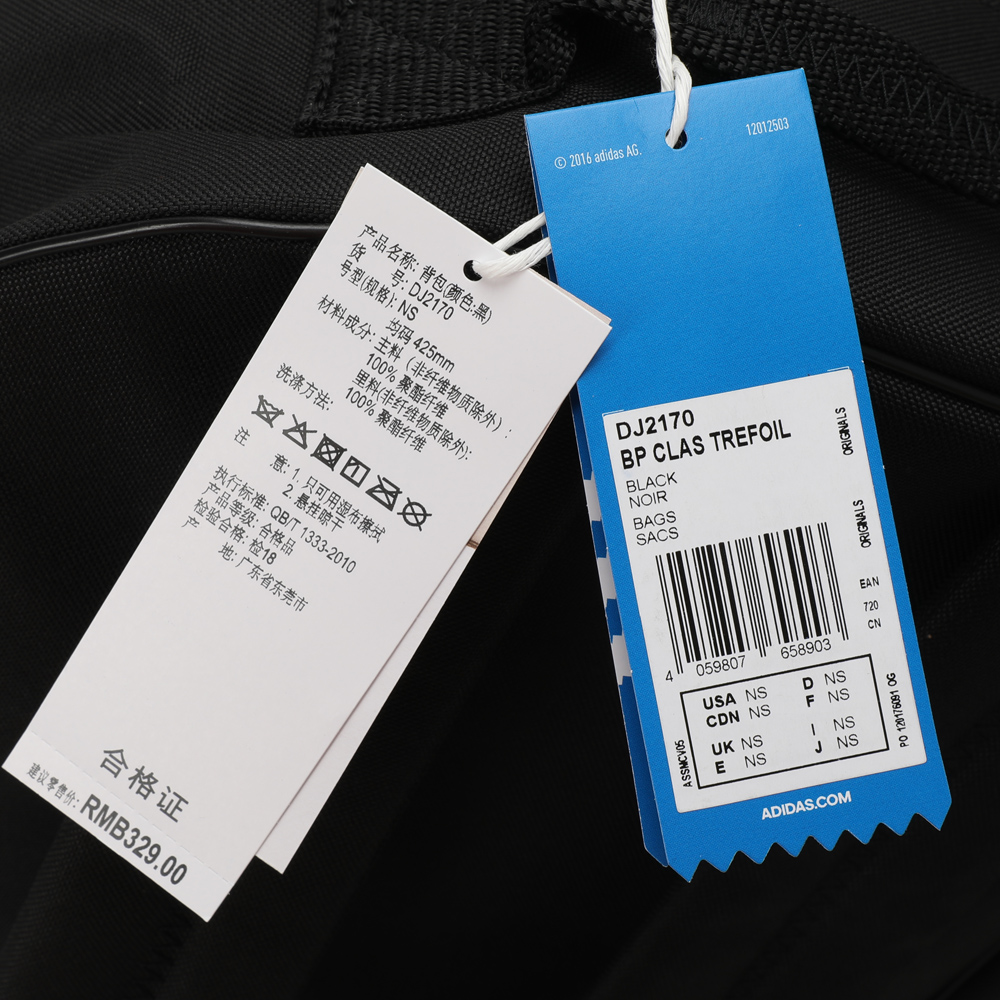 产品名称: 背包(颜色:黑)
货 号: DJ2170
号型(规格): NS
均码 425mm
材料成分: 主料（非纤维物质除外）:
100% 聚酯纤维
里料(非纤维物质除外):
100% 聚酯纤维
洗涤方法:
注 意: 1. 只可用湿布擦拭
2. 悬挂晾干
执行标准: QB/T 1333-2010
产品等级: 合格品
检验合格: 检18
产 地: 广东省东莞市
合格证
建议零售价: RMB329.00
© 2016 adidas AG.
12012503
DJ2170
BP CLAS TREFOIL
BLACK
NOIR
BAGS
SACS
ORIGINALS
ORIGINALS
EAN
720
CN
4 059807 658903
USA NS D NS
CDN NS F NS
UK NS I NS
E NS J NS
ASSMCV05
PO 120176091 OG
ADIDAS.COM